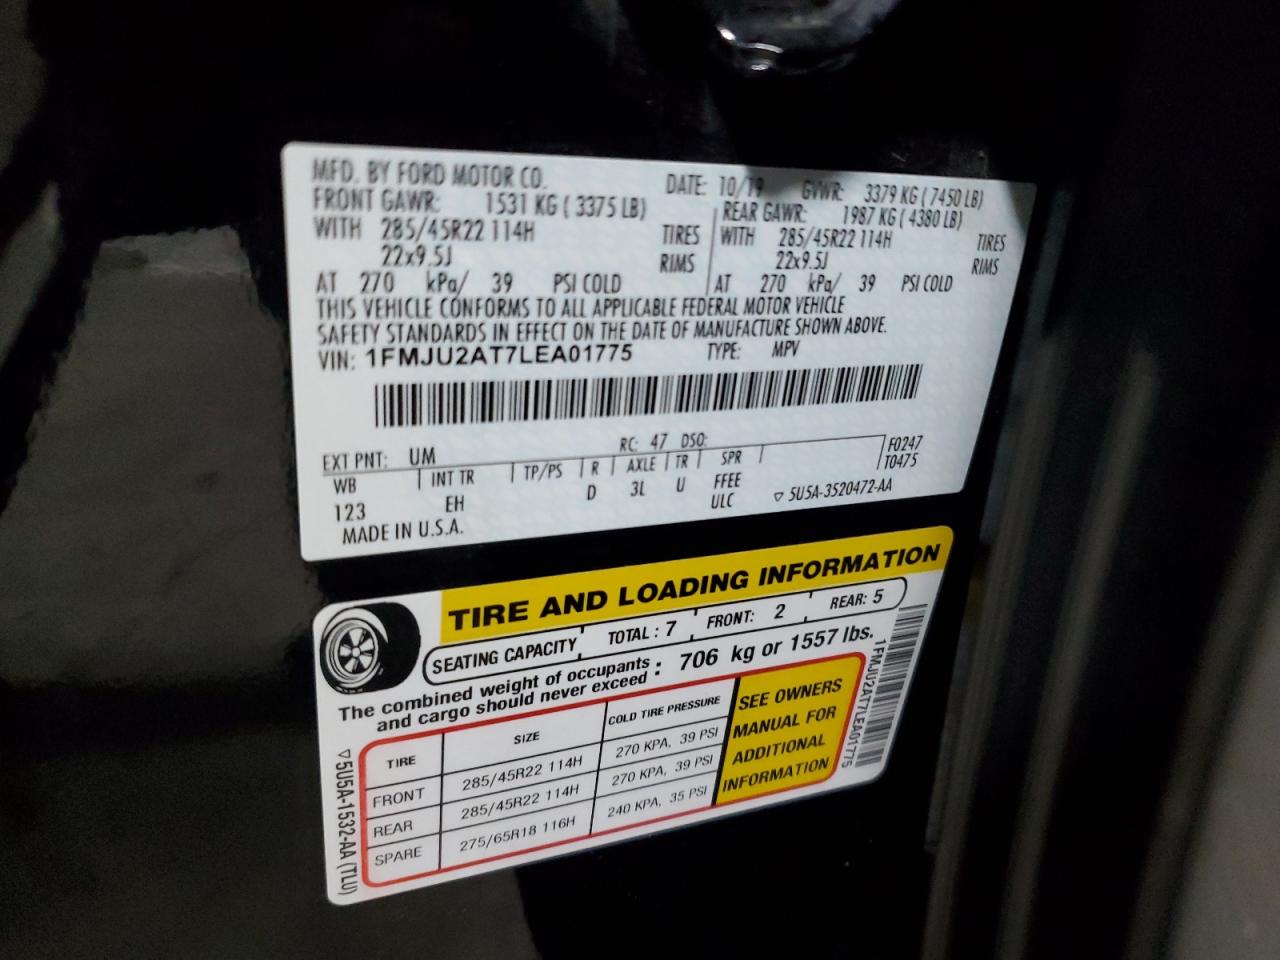 MFD. BY FORD MOTOR CO. DATE: 10/19 GVWR: 3379 KG ( 7450 LB)
FRONT GAWR: 1531 KG ( 3375 LB) REAR GAWR: 1987 KG ( 4380 LB)
WITH 285/45R22 114H TIRES WITH 285/45R22 114H TIRES
22x9.5J RIMS 22x9.5J RIMS
AT 270 kPa/ 39 PSI COLD AT 270 kPa/ 39 PSI COLD
THIS VEHICLE CONFORMS TO ALL APPLICABLE FEDERAL MOTOR VEHICLE
SAFETY STANDARDS IN EFFECT ON THE DATE OF MANUFACTURE SHOWN ABOVE.
VIN: 1FMJU2AT7LEA01775 TYPE: MPV
EXT PNT: UM RC: 47 DSO: F0247
WB INT TR TP/PS R AXLE TR SPR T0475
123 EH D 3L U FFEE
ULC ▽ 5U5A-3520472-AA
MADE IN U.S.A.
TIRE AND LOADING INFORMATION
SEATING CAPACITY TOTAL : 7 FRONT: 2 REAR: 5
The combined weight of occupants and cargo should never exceed : 706 kg or 1557 lbs.
TIRE SIZE COLD TIRE PRESSURE
FRONT 285/45R22 114H 270 KPA, 39 PSI
REAR 285/45R22 114H 270 KPA, 39 PSI
SPARE 275/65R18 116H 240 KPA, 35 PSI
SEE OWNERS
MANUAL FOR
ADDITIONAL
INFORMATION
1FMJU2AT7LEA01775
▽ 5U5A-1532-AA (TLU)